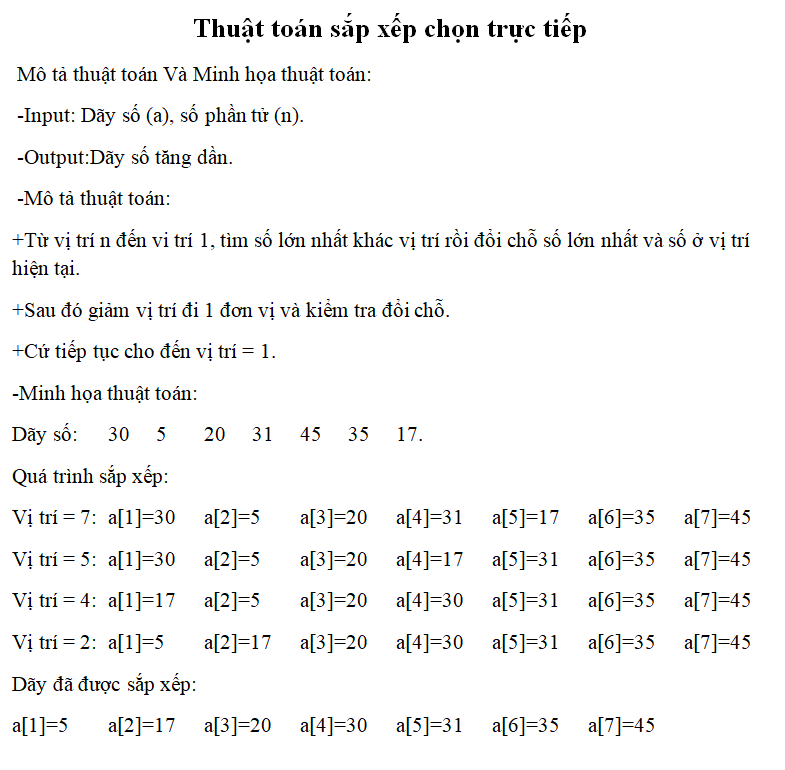 Thuật toán sắp xếp chọn trực tiếp
Mô tả thuật toán Và Minh họa thuật toán:
-Input: Dãy số (a), số phần tử (n).
-Output:Dãy số tăng dần.
-Mô tả thuật toán:
+Từ vị trí n đến vi trí 1, tìm số lớn nhất khác vị trí rồi đổi chỗ số lớn nhất và số ở vị trí
hiện tại.
+Sau đó giảm vị trí đi 1 đơn vị và kiểm tra đổi chỗ.
+Cứ tiếp tục cho đến vị trí = 1.
-Minh họa thuật toán:
Dãy số: 30 5 20 31 45 35 17.
Quá trình sắp xếp:
Vị trí = 7: a[1]=30 a[2]=5 a[3]=20 a[4]=31 a[5]=17 a[6]=35 a[7]=45
Vị trí = 5: a[1]=30 a[2]=5 a[3]=20 a[4]=17 a[5]=31 a[6]=35 a[7]=45
Vị trí = 4: a[1]=17 a[2]=5 a[3]=20 a[4]=30 a[5]=31 a[6]=35 a[7]=45
Vị trí = 2: a[1]=5 a[2]=17 a[3]=20 a[4]=30 a[5]=31 a[6]=35 a[7]=45
Dãy đã được sắp xếp:
a[1]=5 a[2]=17 a[3]=20 a[4]=30 a[5]=31 a[6]=35 a[7]=45